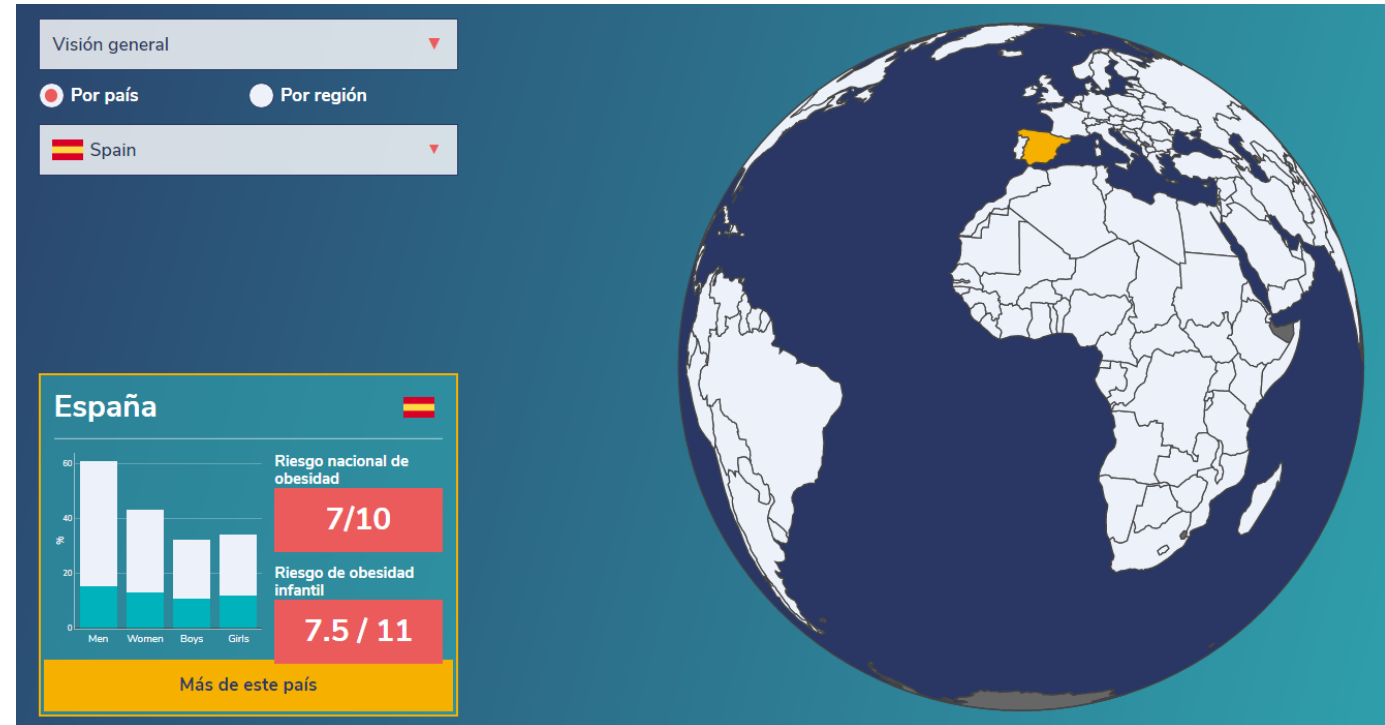 Visión general
Por país
Por región
Spain
España
Riesgo nacional de
obesidad
7/10
Riesgo de obesidad
infantil
7.5 / 11
60
40
20
0
%
Men Women Boys Girls
Más de este país